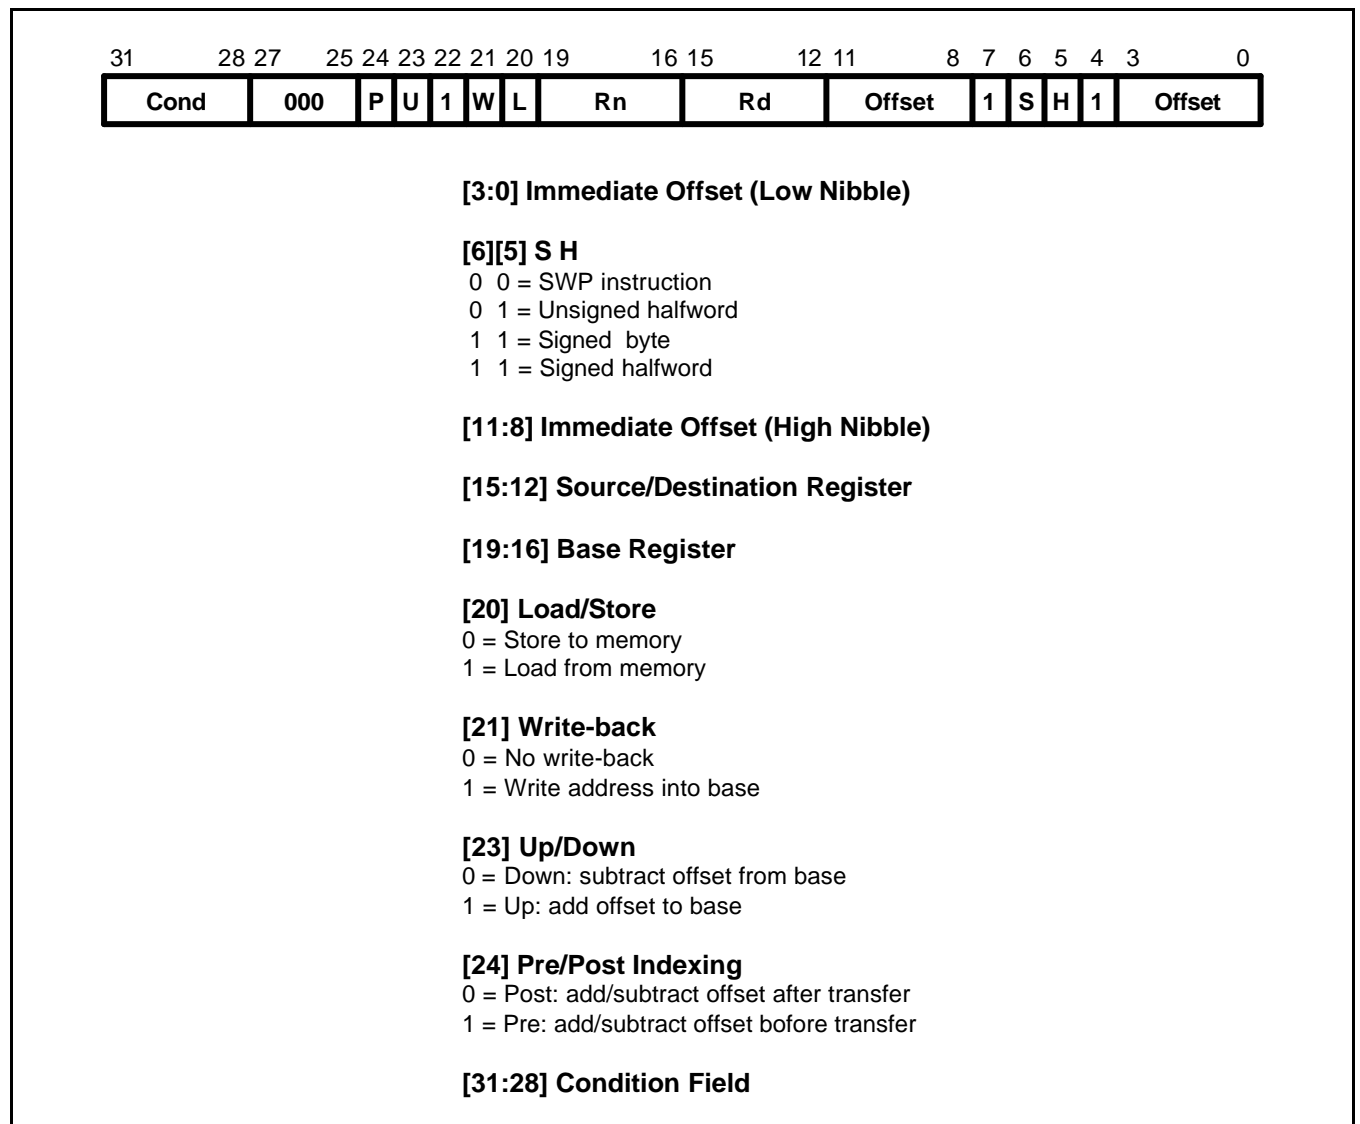 31 28 27 25 24 23 22 21 20 19 16 15 12 11 8 7 6 5 4 3 0
Cond 000 P U 1 W L Rn Rd Offset 1 S H 1 Offset
[3:0] Immediate Offset (Low Nibble)
[6][5] S H
0 0 = SWP instruction
0 1 = Unsigned halfword
1 1 = Signed byte
1 1 = Signed halfword
[11:8] Immediate Offset (High Nibble)
[15:12] Source/Destination Register
[19:16] Base Register
[20] Load/Store
0 = Store to memory
1 = Load from memory
[21] Write-back
0 = No write-back
1 = Write address into base
[23] Up/Down
0 = Down: subtract offset from base
1 = Up: add offset to base
[24] Pre/Post Indexing
0 = Post: add/subtract offset after transfer
1 = Pre: add/subtract offset bofore transfer
[31:28] Condition Field